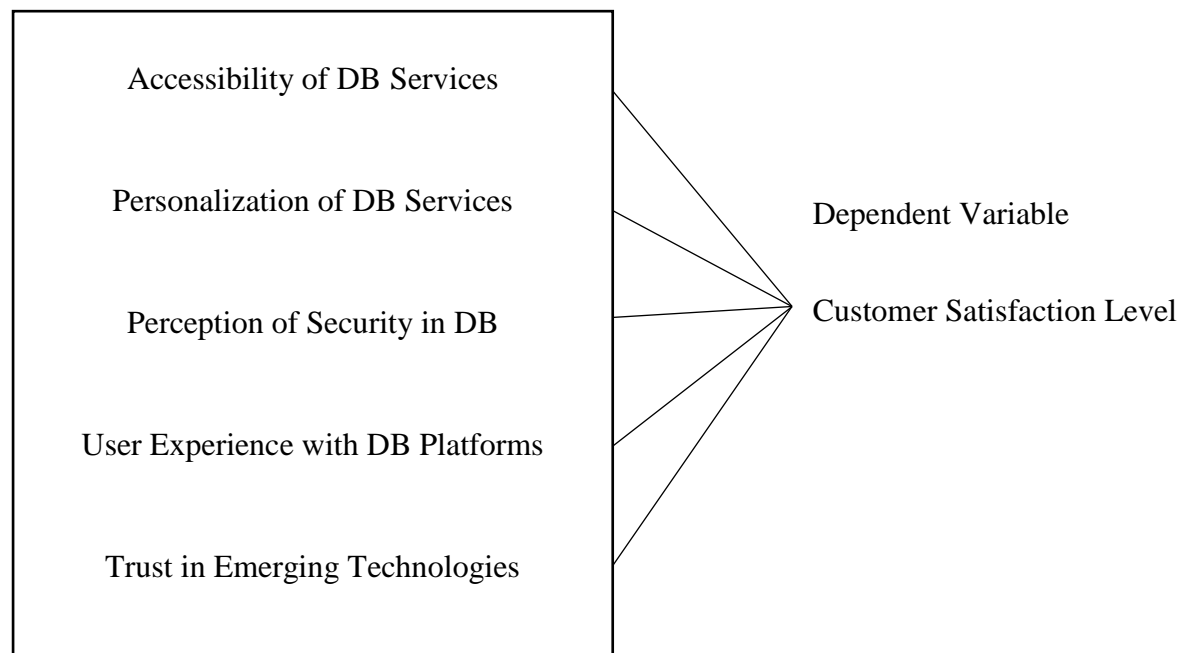 Accessibility of DB Services
Personalization of DB Services
Perception of Security in DB
User Experience with DB Platforms
Trust in Emerging Technologies
Dependent Variable
Customer Satisfaction Level